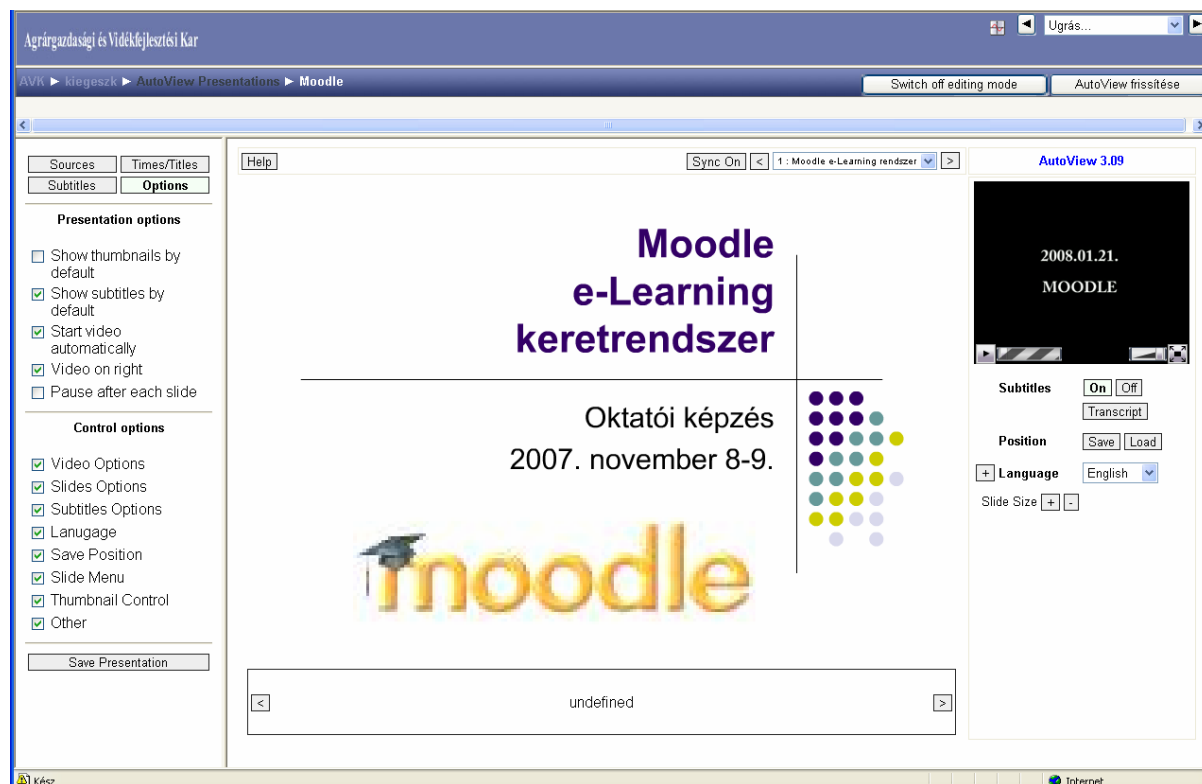 Agrárgazdasági és Vidékfejlesztési Kar
Ugrás...
AVK ► kiegeszk ► AutoView Presentations ► Moodle
Switch off editing mode
AutoView frissítése
Sources Times/Titles
Subtitles Options
Presentation options
Show thumbnails by
default
Show subtitles by
default
Start video
automatically
Video on right
Pause after each slide
Control options
Video Options
Slides Options
Subtitles Options
Lanugage
Save Position
Slide Menu
Thumbnail Control
Other
Save Presentation
Help
Sync On < 1 : Moodle e-Learning rendszer >
Moodle
e-Learning
keretrendszer
Oktatói képzés
2007. november 8-9.
moodle
< undefined >
AutoView 3.09
2008.01.21.
MOODLE
Subtitles On Off
Transcript
Position Save Load
+ Language English
Slide Size + -
Kész
Internet